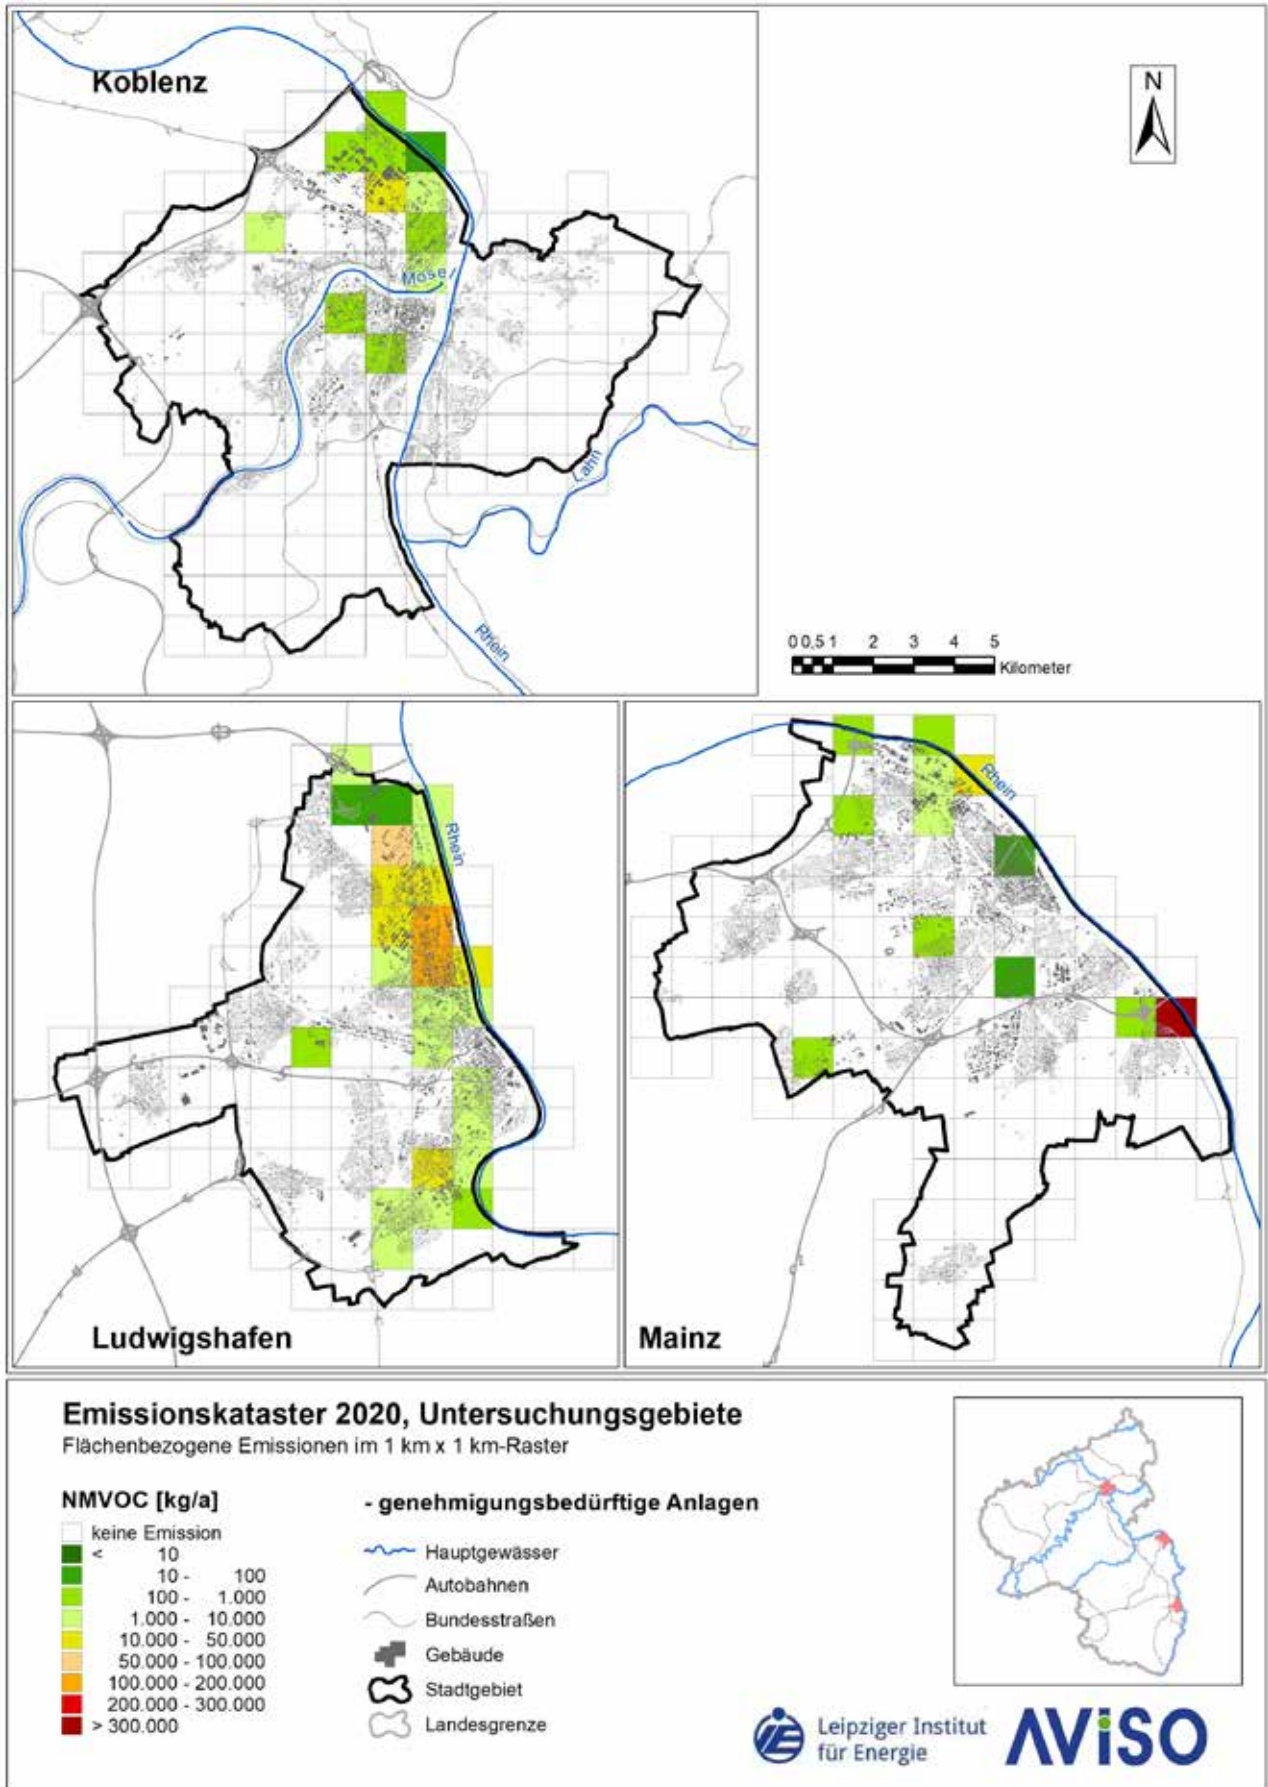 Koblenz
N
Mosel
Lahn
Rhein
0 0,5 1 2 3 4 5
Kilometer
Rhein
Ludwigshafen
Rhein
Mainz
Emissionskataster 2020, Untersuchungsgebiete
Flächenbezogene Emissionen im 1 km x 1 km-Raster
NMVOC [kg/a]
keine Emission
< 10
10 - 100
100 - 1.000
1.000 - 10.000
10.000 - 50.000
50.000 - 100.000
100.000 - 200.000
200.000 - 300.000
> 300.000
- genehmigungsbedürftige Anlagen
Hauptgewässer
Autobahnen
Bundesstraßen
Gebäude
Stadtgebiet
Landesgrenze
Leipziger Institut
für Energie
AViSO